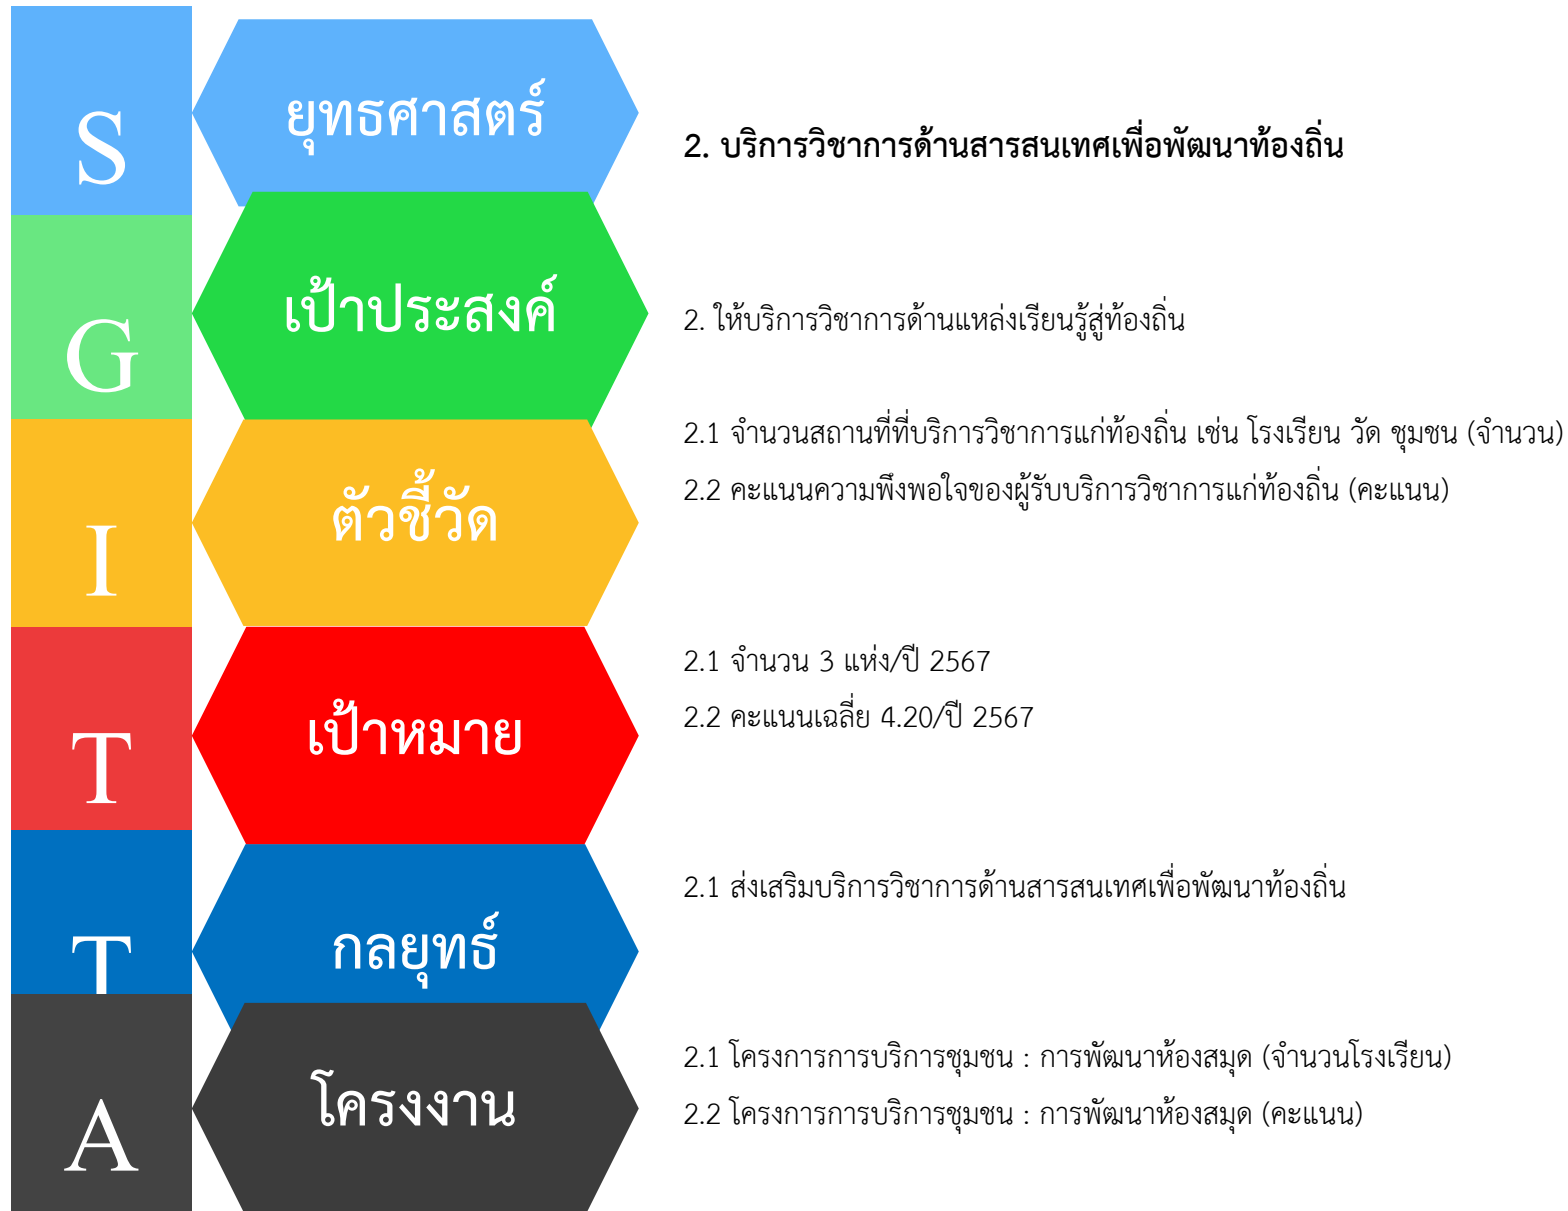 S
ยุทธศาสตร์
2. บริการวิชาการด้านสารสนเทศเพื่อพัฒนาท้องถิ่น
G
เป้าประสงค์
2. ให้บริการวิชาการด้านแหล่งเรียนรู้สู่ท้องถิ่น
I
ตัวชี้วัด
2.1 จำนวนสถานที่ที่บริการวิชาการแก่ท้องถิ่น เช่น โรงเรียน วัด ชุมชน (จำนวน)
2.2 คะแนนความพึงพอใจของผู้รับบริการวิชาการแก่ท้องถิ่น (คะแนน)
T
เป้าหมาย
2.1 จำนวน 3 แห่ง/ปี 2567
2.2 คะแนนเฉลี่ย 4.20/ปี 2567
T
กลยุทธ์
2.1 ส่งเสริมบริการวิชาการด้านสารสนเทศเพื่อพัฒนาท้องถิ่น
A
โครงงาน
2.1 โครงการการบริการชุมชน : การพัฒนาห้องสมุด (จำนวนโรงเรียน)
2.2 โครงการการบริการชุมชน : การพัฒนาห้องสมุด (คะแนน)